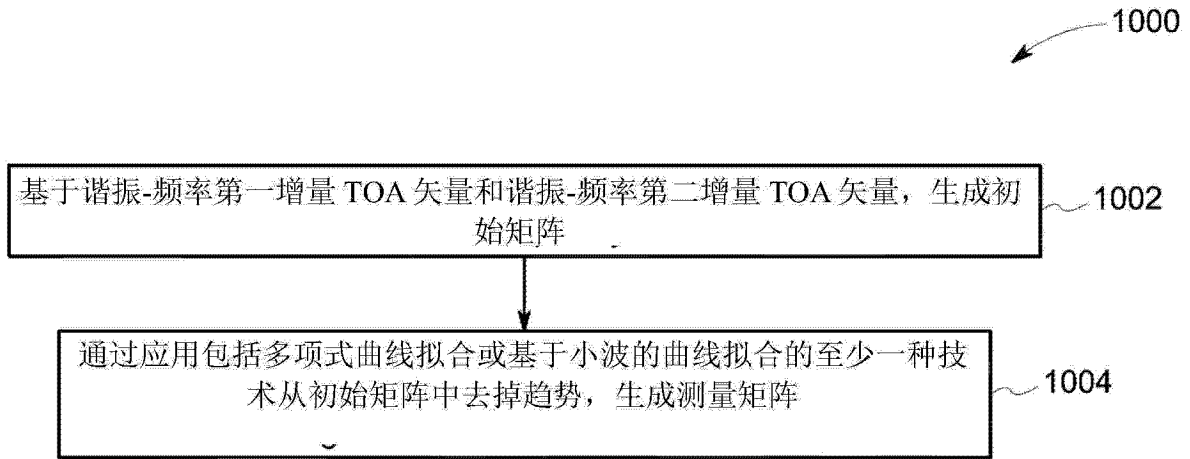 1000
基于谐振-频率第一增量 TOA 矢量和谐振-频率第二增量 TOA 矢量，生成初
始矩阵
1002
通过应用包括多项式曲线拟合或基于小波的曲线拟合的至少一种技
术从初始矩阵中去掉趋势，生成测量矩阵
1004